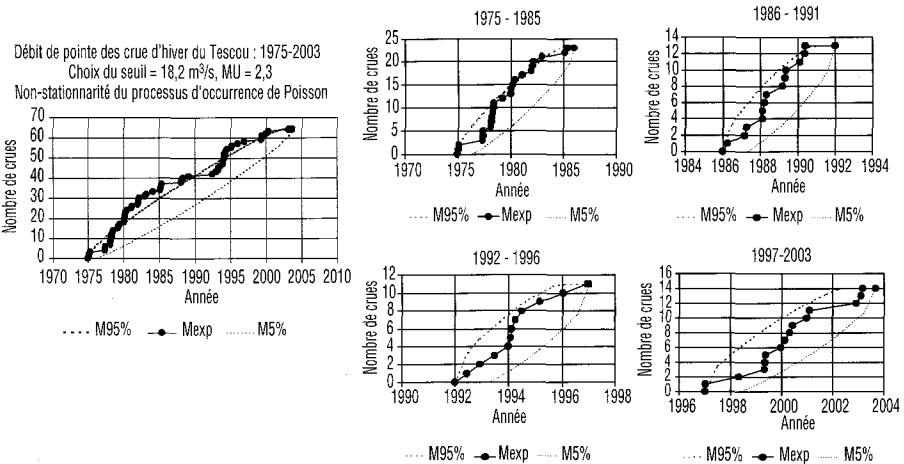 Débit de pointe des crue d'hiver du Tescou : 1975-2003
Choix du seuil = 18,2 m³/s, MU = 2,3
Non-stationnarité du processus d'occurrence de Poisson
Nombre de crues
70
60
50
40
30
20
10
0
1970 1975 1980 1985 1990 1995 2000 2005 2010
Année
M95% Mexp M5%
1975 - 1985
Nombre de crues
25
20
15
10
5
0
1970 1975 1980 1985 1990
Année
M95% Mexp M5%
1986 - 1991
Nombre de crues
14
12
10
8
6
4
2
0
1984 1986 1988 1990 1992 1994
Année
M95% Mexp M5%
1992 - 1996
Nombre de crues
12
10
8
6
4
2
0
1990 1992 1994 1996 1998
Année
M95% Mexp M5%
1997-2003
Nombre de crues
16
14
12
10
8
6
4
2
0
1996 1998 2000 2002 2004
Année
M95% Mexp M5%